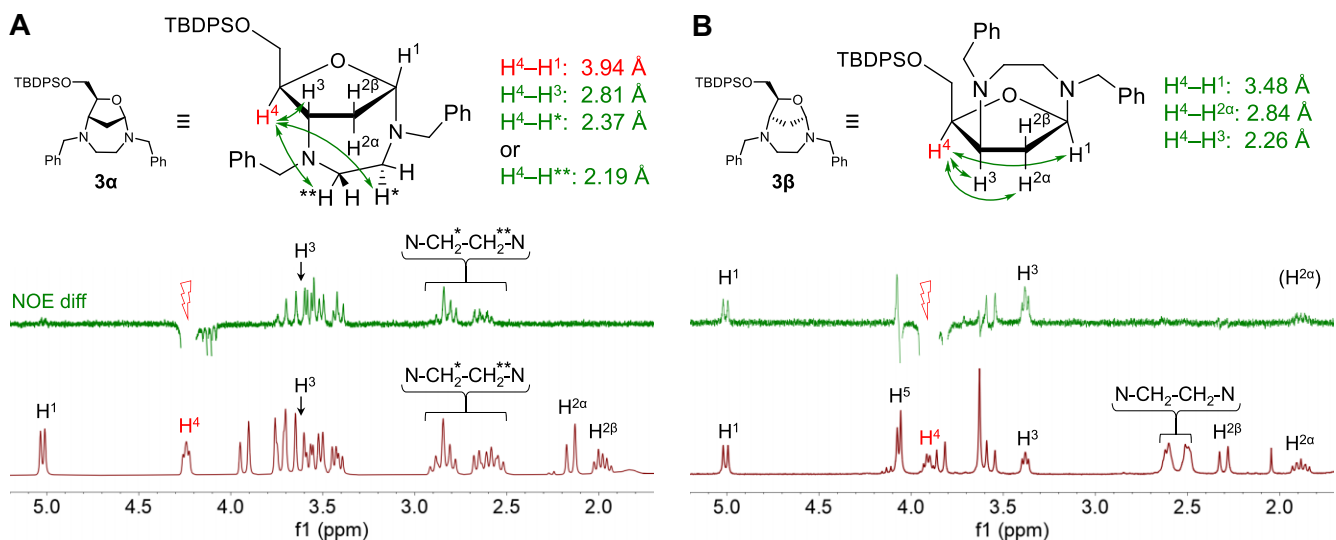 A
TBDPSO
O
N
N
Ph
Ph
3α
≡
TBDPSO
O
H¹
H³
H²β
H⁴
H²α
N
Ph
Ph
N
**H
H
H*
H⁴–H¹: 3.94 Å
H⁴–H³: 2.81 Å
H⁴–H*: 2.37 Å
or
H⁴–H**: 2.19 Å
NOE diff
H³
N-CH₂*-CH₂**-N
H¹
H⁴
H³
N-CH₂*-CH₂**-N
H²α
H²β
5.0 4.5 4.0 3.5 3.0 2.5 2.0
f1 (ppm)
B
TBDPSO
O
N
N
Ph
Ph
3β
≡
Ph
TBDPSO
N
N
Ph
O
H²β
H⁴
H¹
H³
H²α
H⁴–H¹: 3.48 Å
H⁴–H²α: 2.84 Å
H⁴–H³: 2.26 Å
H¹
H³
(H²α)
H¹
H⁵
H⁴
H³
N-CH₂-CH₂-N
H²β
H²α
5.0 4.5 4.0 3.5 3.0 2.5 2.0
f1 (ppm)